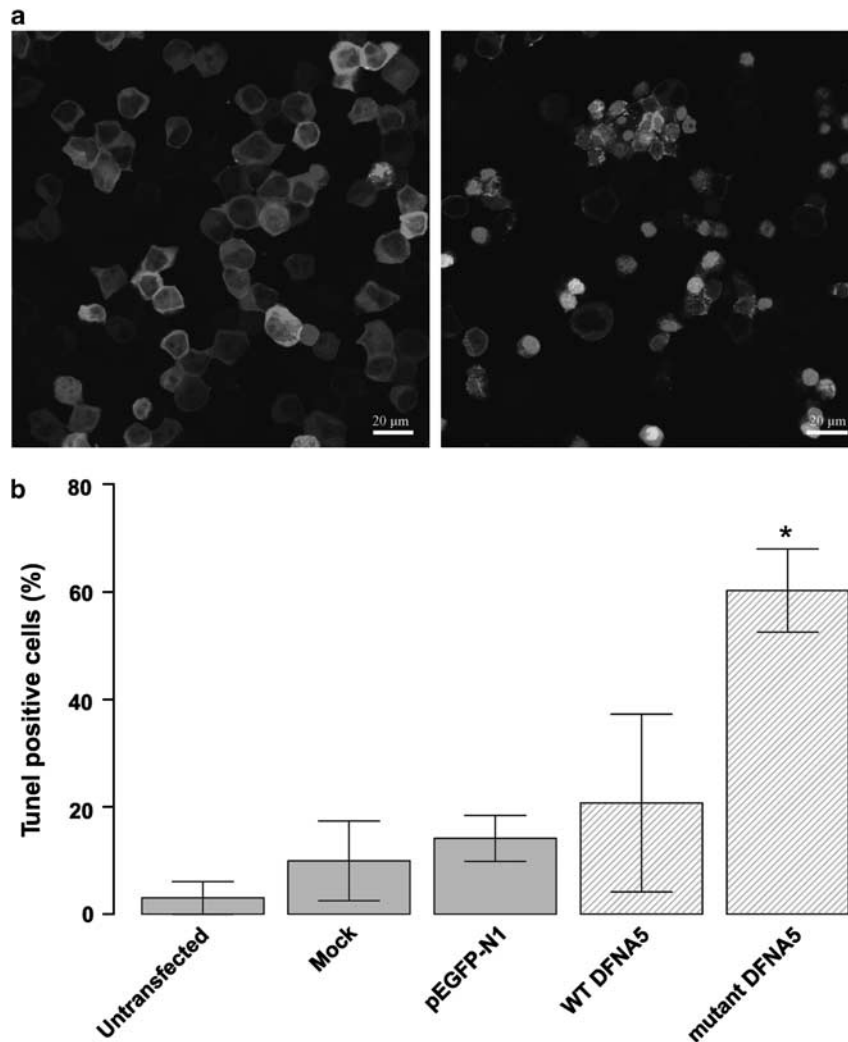 a
20 µm
20 µm
b
80
60
40
20
0
Tunel positive cells (%)
*
Untransfected
Mock
pEGFP-N1
WT DFNA5
mutant DFNA5